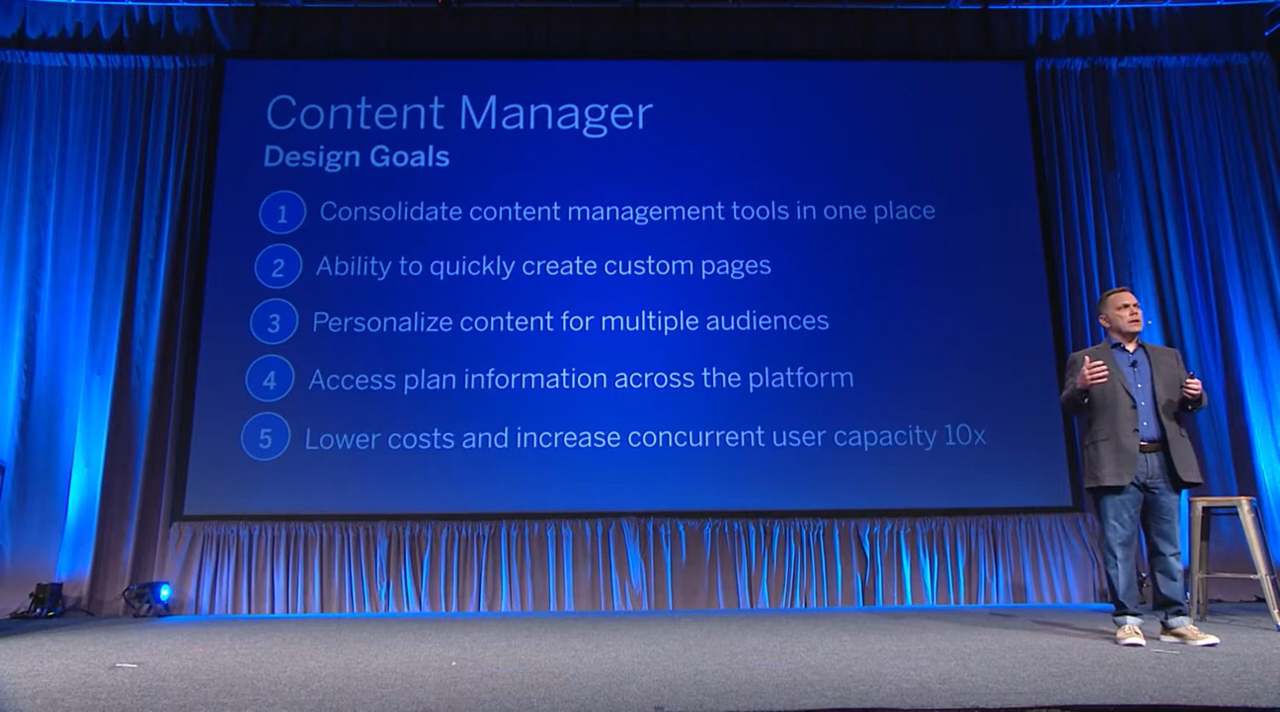 Content Manager
Design Goals
1 Consolidate content management tools in one place
2 Ability to quickly create custom pages
3 Personalize content for multiple audiences
4 Access plan information across the platform
5 Lower costs and increase concurrent user capacity 10x